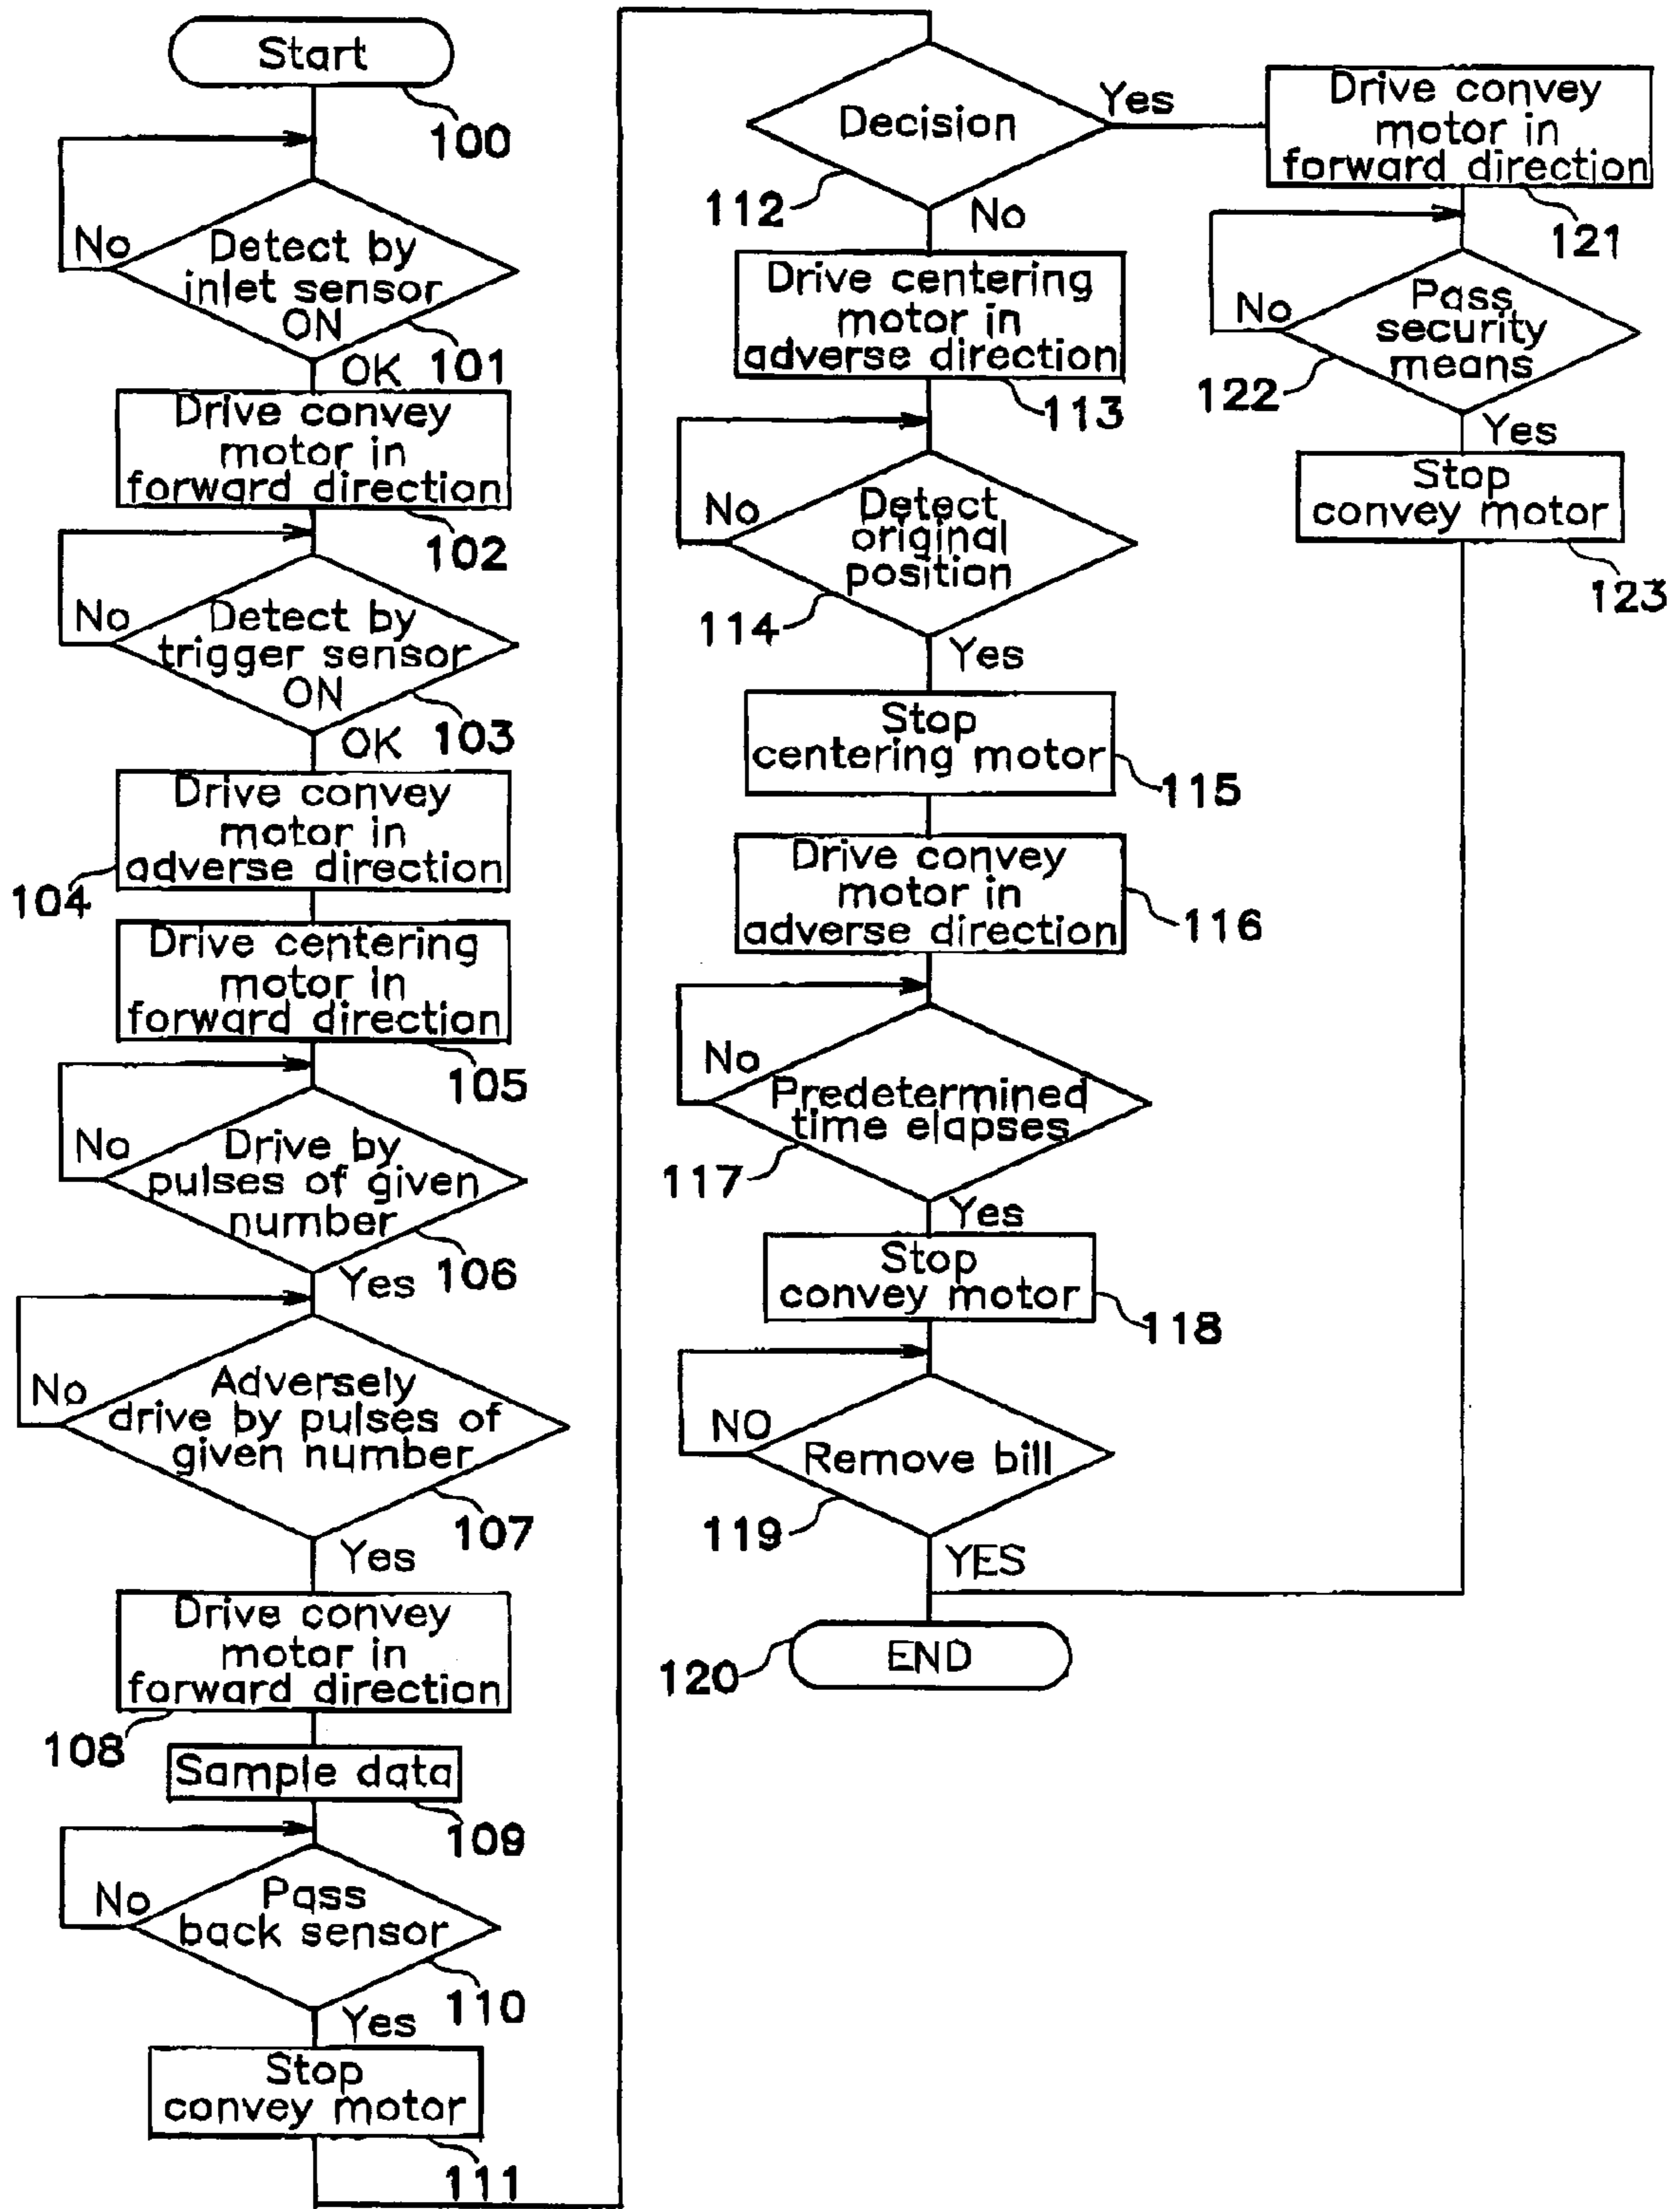 Start
100
No
Detect by
inlet sensor
ON
101
OK
Drive convey
motor in
forward direction
102
No
Detect by
trigger sensor
ON
103
OK
Drive convey
motor in
adverse direction
104
Drive centering
motor in
forward direction
105
No
Drive by
pulses of given
number
106
Yes
No
Adversely
drive by pulses of
given number
107
Yes
Drive convey
motor in
forward direction
108
Sample data
109
No
Pass
back sensor
110
Yes
Stop
convey motor
111
Decision
Yes
112
No
Drive centering
motor in
adverse direction
113
No
Detect
original
position
114
Yes
Stop
centering motor
115
Drive convey
motor in
adverse direction
116
No
Predetermined
time elapses
117
Yes
Stop
convey motor
118
NO
Remove bill
119
YES
END
120
Drive convey
motor in
forward direction
121
No
Pass
security
means
122
Yes
Stop
convey motor
123